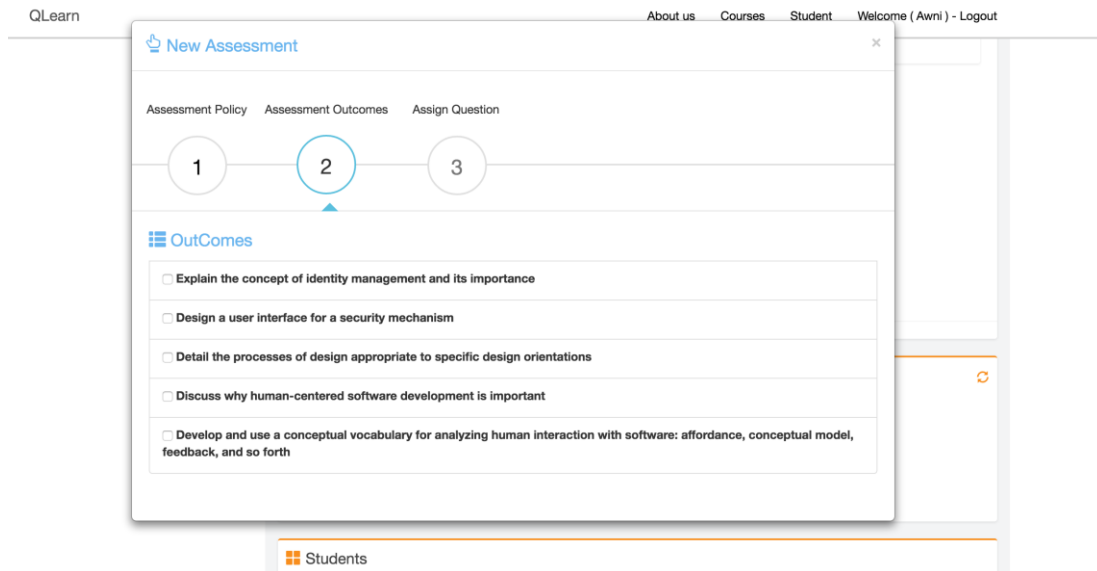 QLearn
About us Courses Student Welcome ( Awni ) - Logout
New Assessment
×
Assessment Policy Assessment Outcomes Assign Question
1 2 3
OutComes
Explain the concept of identity management and its importance
Design a user interface for a security mechanism
Detail the processes of design appropriate to specific design orientations
Discuss why human-centered software development is important
Develop and use a conceptual vocabulary for analyzing human interaction with software: affordance, conceptual model,
feedback, and so forth
Students